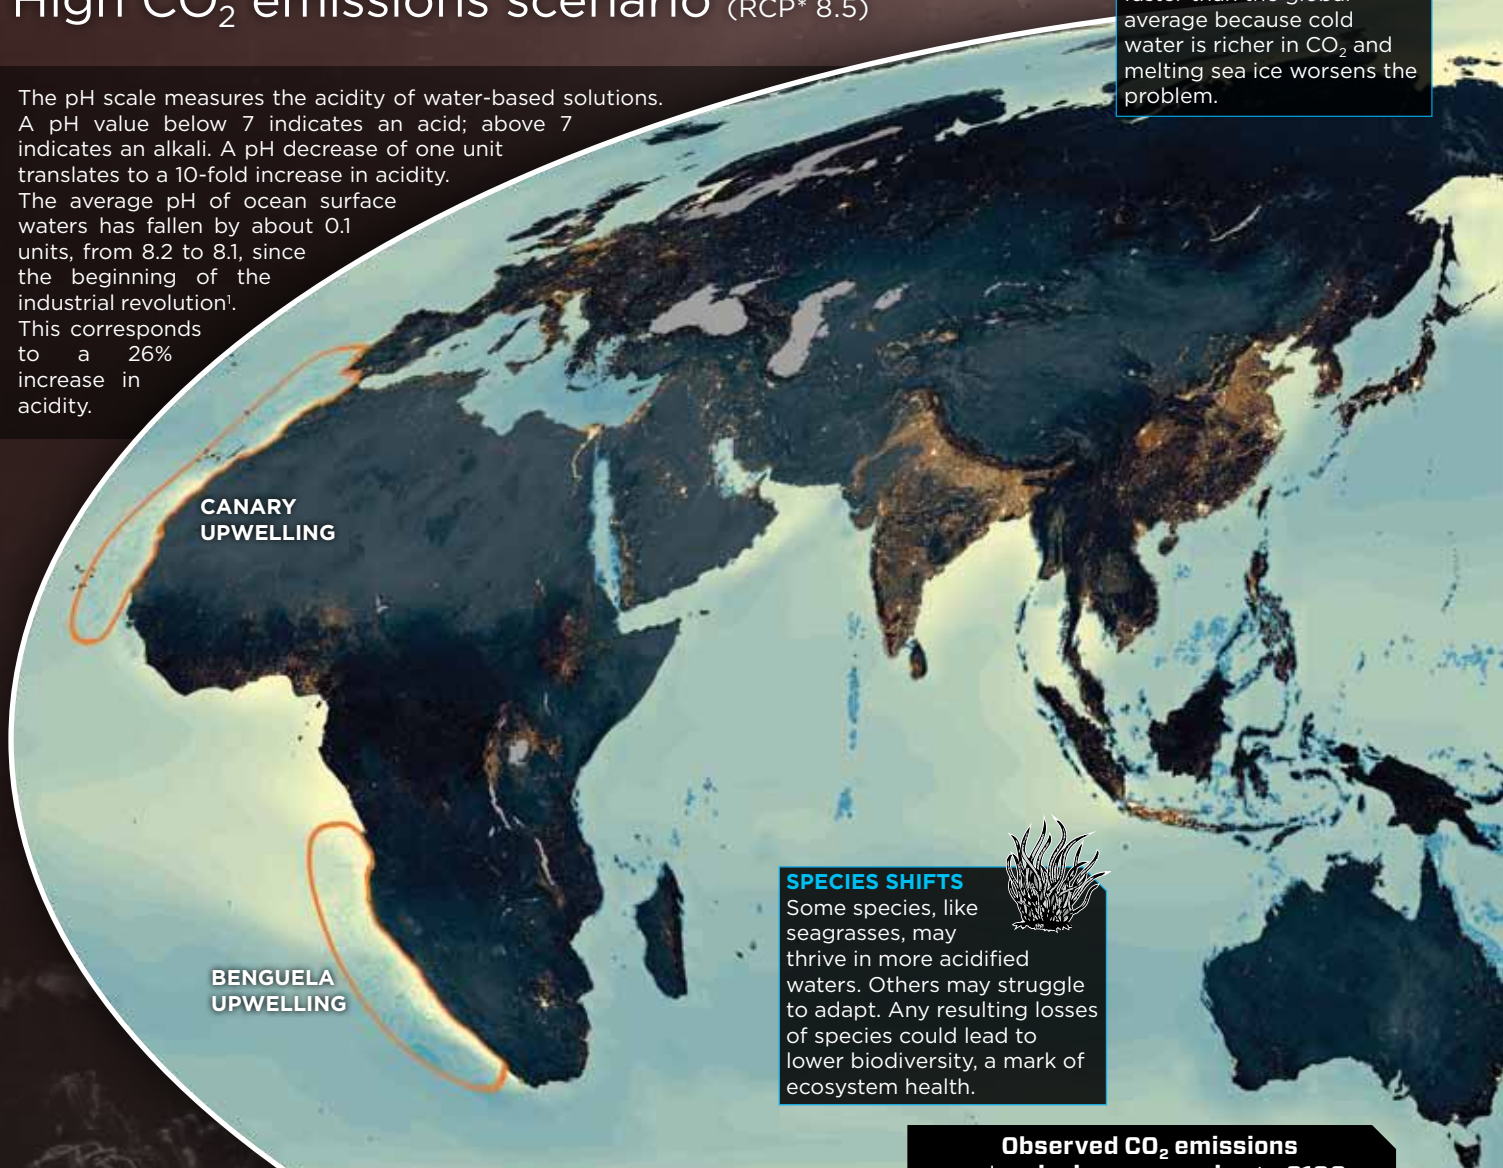 High CO₂ emissions scenario (RCP* 8.5)
faster than the global
average because cold
water is richer in CO₂ and
melting sea ice worsens the
problem.
The pH scale measures the acidity of water-based solutions.
A pH value below 7 indicates an acid; above 7
indicates an alkali. A pH decrease of one unit
translates to a 10-fold increase in acidity.
The average pH of ocean surface
waters has fallen by about 0.1
units, from 8.2 to 8.1, since
the beginning of the
industrial revolution¹.
This corresponds
to a 26%
increase in
acidity.
CANARY
UPWELLING
BENGUELA
UPWELLING
SPECIES SHIFTS
Some species, like
seagrasses, may
thrive in more acidified
waters. Others may struggle
to adapt. Any resulting losses
of species could lead to
lower biodiversity, a mark of
ecosystem health.
Observed CO₂ emissions